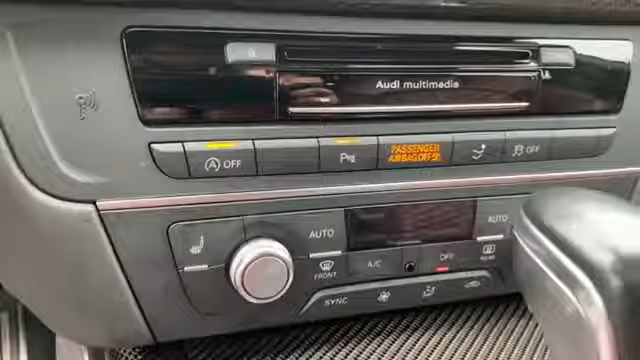 Audi multimedia
A OFF
P
PASSENGER
AIRBAG OFF
OFF
AUTO
AUTO
FRONT
A/C
OFF
REAR
SYNC